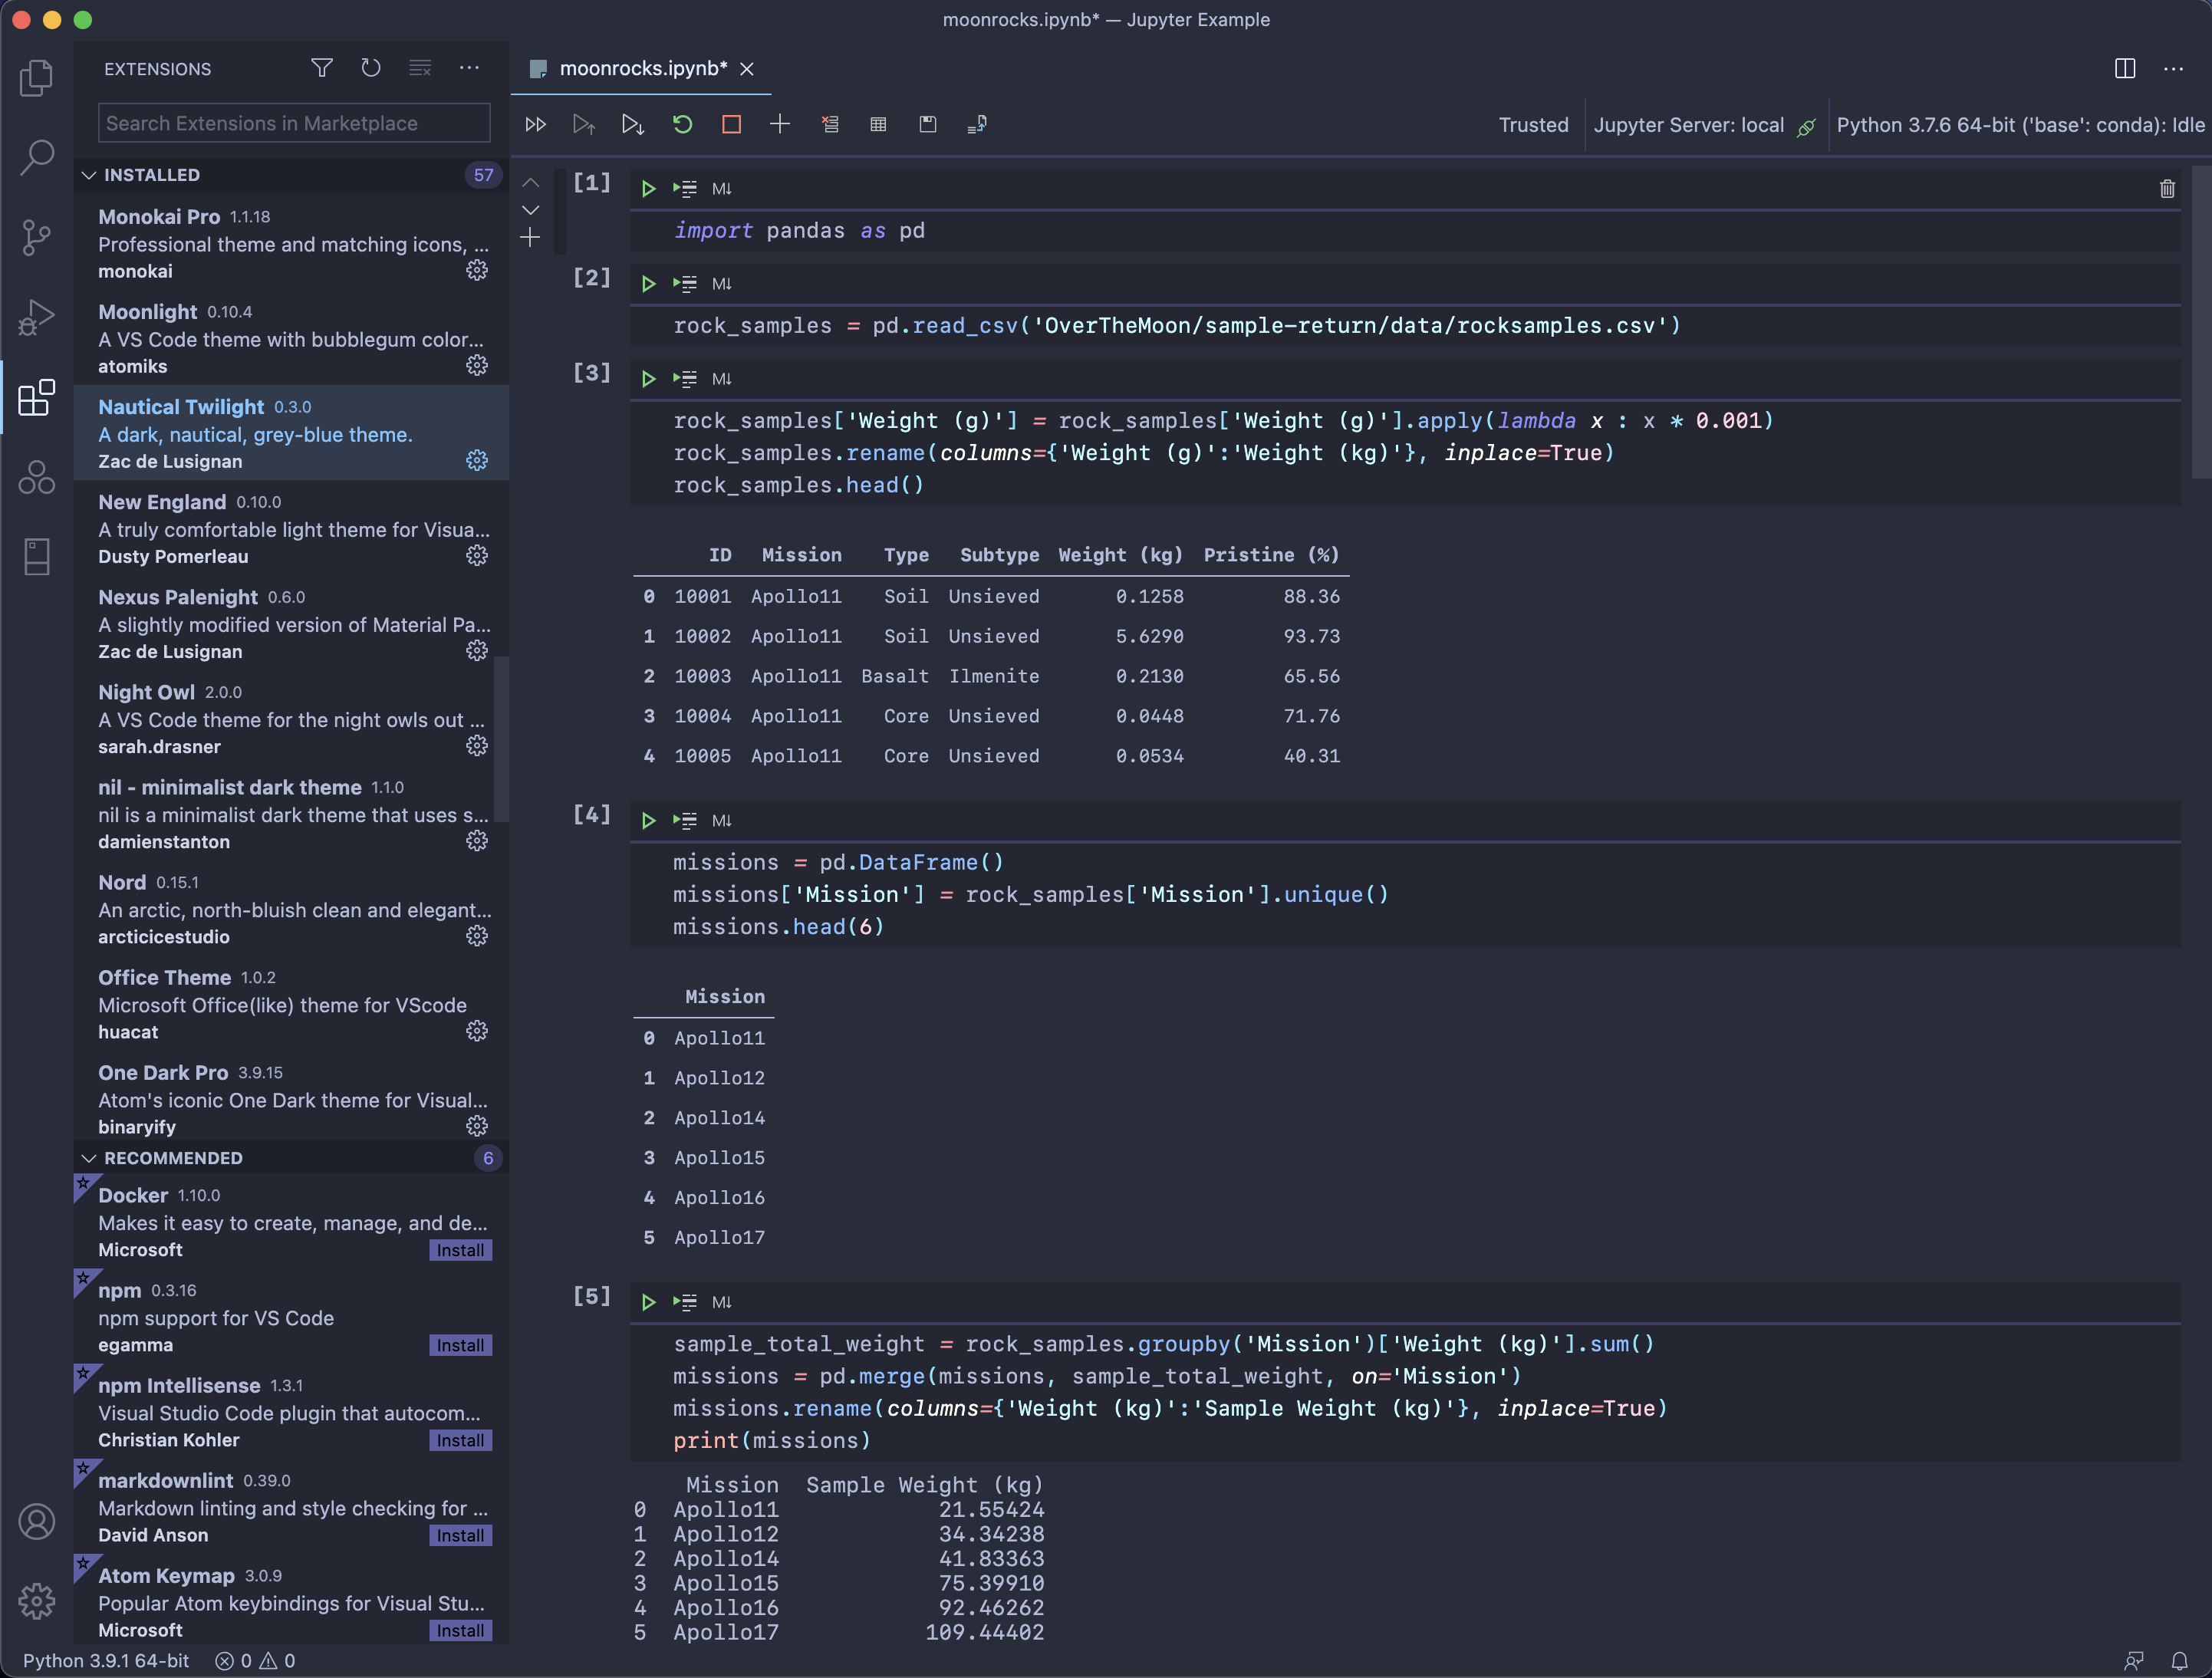 moonrocks.ipynb* — Jupyter Example
EXTENSIONS
Search Extensions in Marketplace
INSTALLED 57
Monokai Pro 1.1.18
Professional theme and matching icons, ...
monokai
Moonlight 0.10.4
A VS Code theme with bubblegum color...
atomiks
Nautical Twilight 0.3.0
A dark, nautical, grey-blue theme.
Zac de Lusignan
New England 0.10.0
A truly comfortable light theme for Visua...
Dusty Pomerleau
Nexus Palenight 0.6.0
A slightly modified version of Material Pa...
Zac de Lusignan
Night Owl 2.0.0
A VS Code theme for the night owls out ...
sarah.drasner
nil - minimalist dark theme 1.1.0
nil is a minimalist dark theme that uses s...
damienstanton
Nord 0.15.1
An arctic, north-bluish clean and elegant...
arcticicestudio
Office Theme 1.0.2
Microsoft Office(like) theme for VScode
huacat
One Dark Pro 3.9.15
Atom's iconic One Dark theme for Visual...
binaryify
RECOMMENDED 6
Docker 1.10.0
Makes it easy to create, manage, and de...
Microsoft Install
npm 0.3.16
npm support for VS Code
egamma Install
npm Intellisense 1.3.1
Visual Studio Code plugin that autocom...
Christian Kohler Install
markdownlint 0.39.0
Markdown linting and style checking for ...
David Anson Install
Atom Keymap 3.0.9
Popular Atom keybindings for Visual Stu...
Microsoft Install
moonrocks.ipynb*
Trusted Jupyter Server: local Python 3.7.6 64-bit ('base': conda): Idle
[1] M↓
import pandas as pd
[2] M↓
rock_samples = pd.read_csv('OverTheMoon/sample-return/data/rocksamples.csv')
[3] M↓
rock_samples['Weight (g)'] = rock_samples['Weight (g)'].apply(lambda x : x * 0.001)
rock_samples.rename(columns={'Weight (g)':'Weight (kg)'}, inplace=True)
rock_samples.head()
ID Mission Type Subtype Weight (kg) Pristine (%)
0 10001 Apollo11 Soil Unsieved 0.1258 88.36
1 10002 Apollo11 Soil Unsieved 5.6290 93.73
2 10003 Apollo11 Basalt Ilmenite 0.2130 65.56
3 10004 Apollo11 Core Unsieved 0.0448 71.76
4 10005 Apollo11 Core Unsieved 0.0534 40.31
[4] M↓
missions = pd.DataFrame()
missions['Mission'] = rock_samples['Mission'].unique()
missions.head(6)
Mission
0 Apollo11
1 Apollo12
2 Apollo14
3 Apollo15
4 Apollo16
5 Apollo17
[5] M↓
sample_total_weight = rock_samples.groupby('Mission')['Weight (kg)'].sum()
missions = pd.merge(missions, sample_total_weight, on='Mission')
missions.rename(columns={'Weight (kg)':'Sample Weight (kg)'}, inplace=True)
print(missions)
Mission Sample Weight (kg)
0 Apollo11 21.55424
1 Apollo12 34.34238
2 Apollo14 41.83363
3 Apollo15 75.39910
4 Apollo16 92.46262
5 Apollo17 109.44402
Python 3.9.1 64-bit 0 0